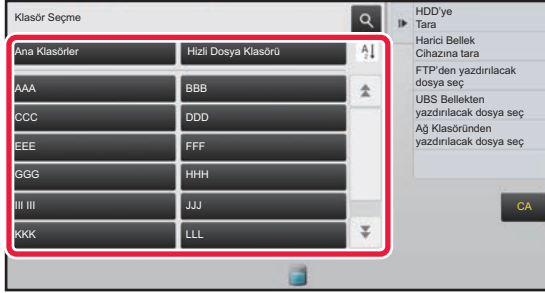 Klasör Seçme
Ana Klasörler
Hizli Dosya Klasörü
AAA
BBB
CCC
DDD
EEE
FFF
GGG
HHH
III III
JJJ
KKK
LLL
HDD'ye
Tara
Harici Bellek
Cihazına tara
FTP'den yazdırılacak
dosya seç
UBS Bellekten
yazdırılacak dosya seç
Ağ Klasöründen
yazdırılacak dosya seç
CA